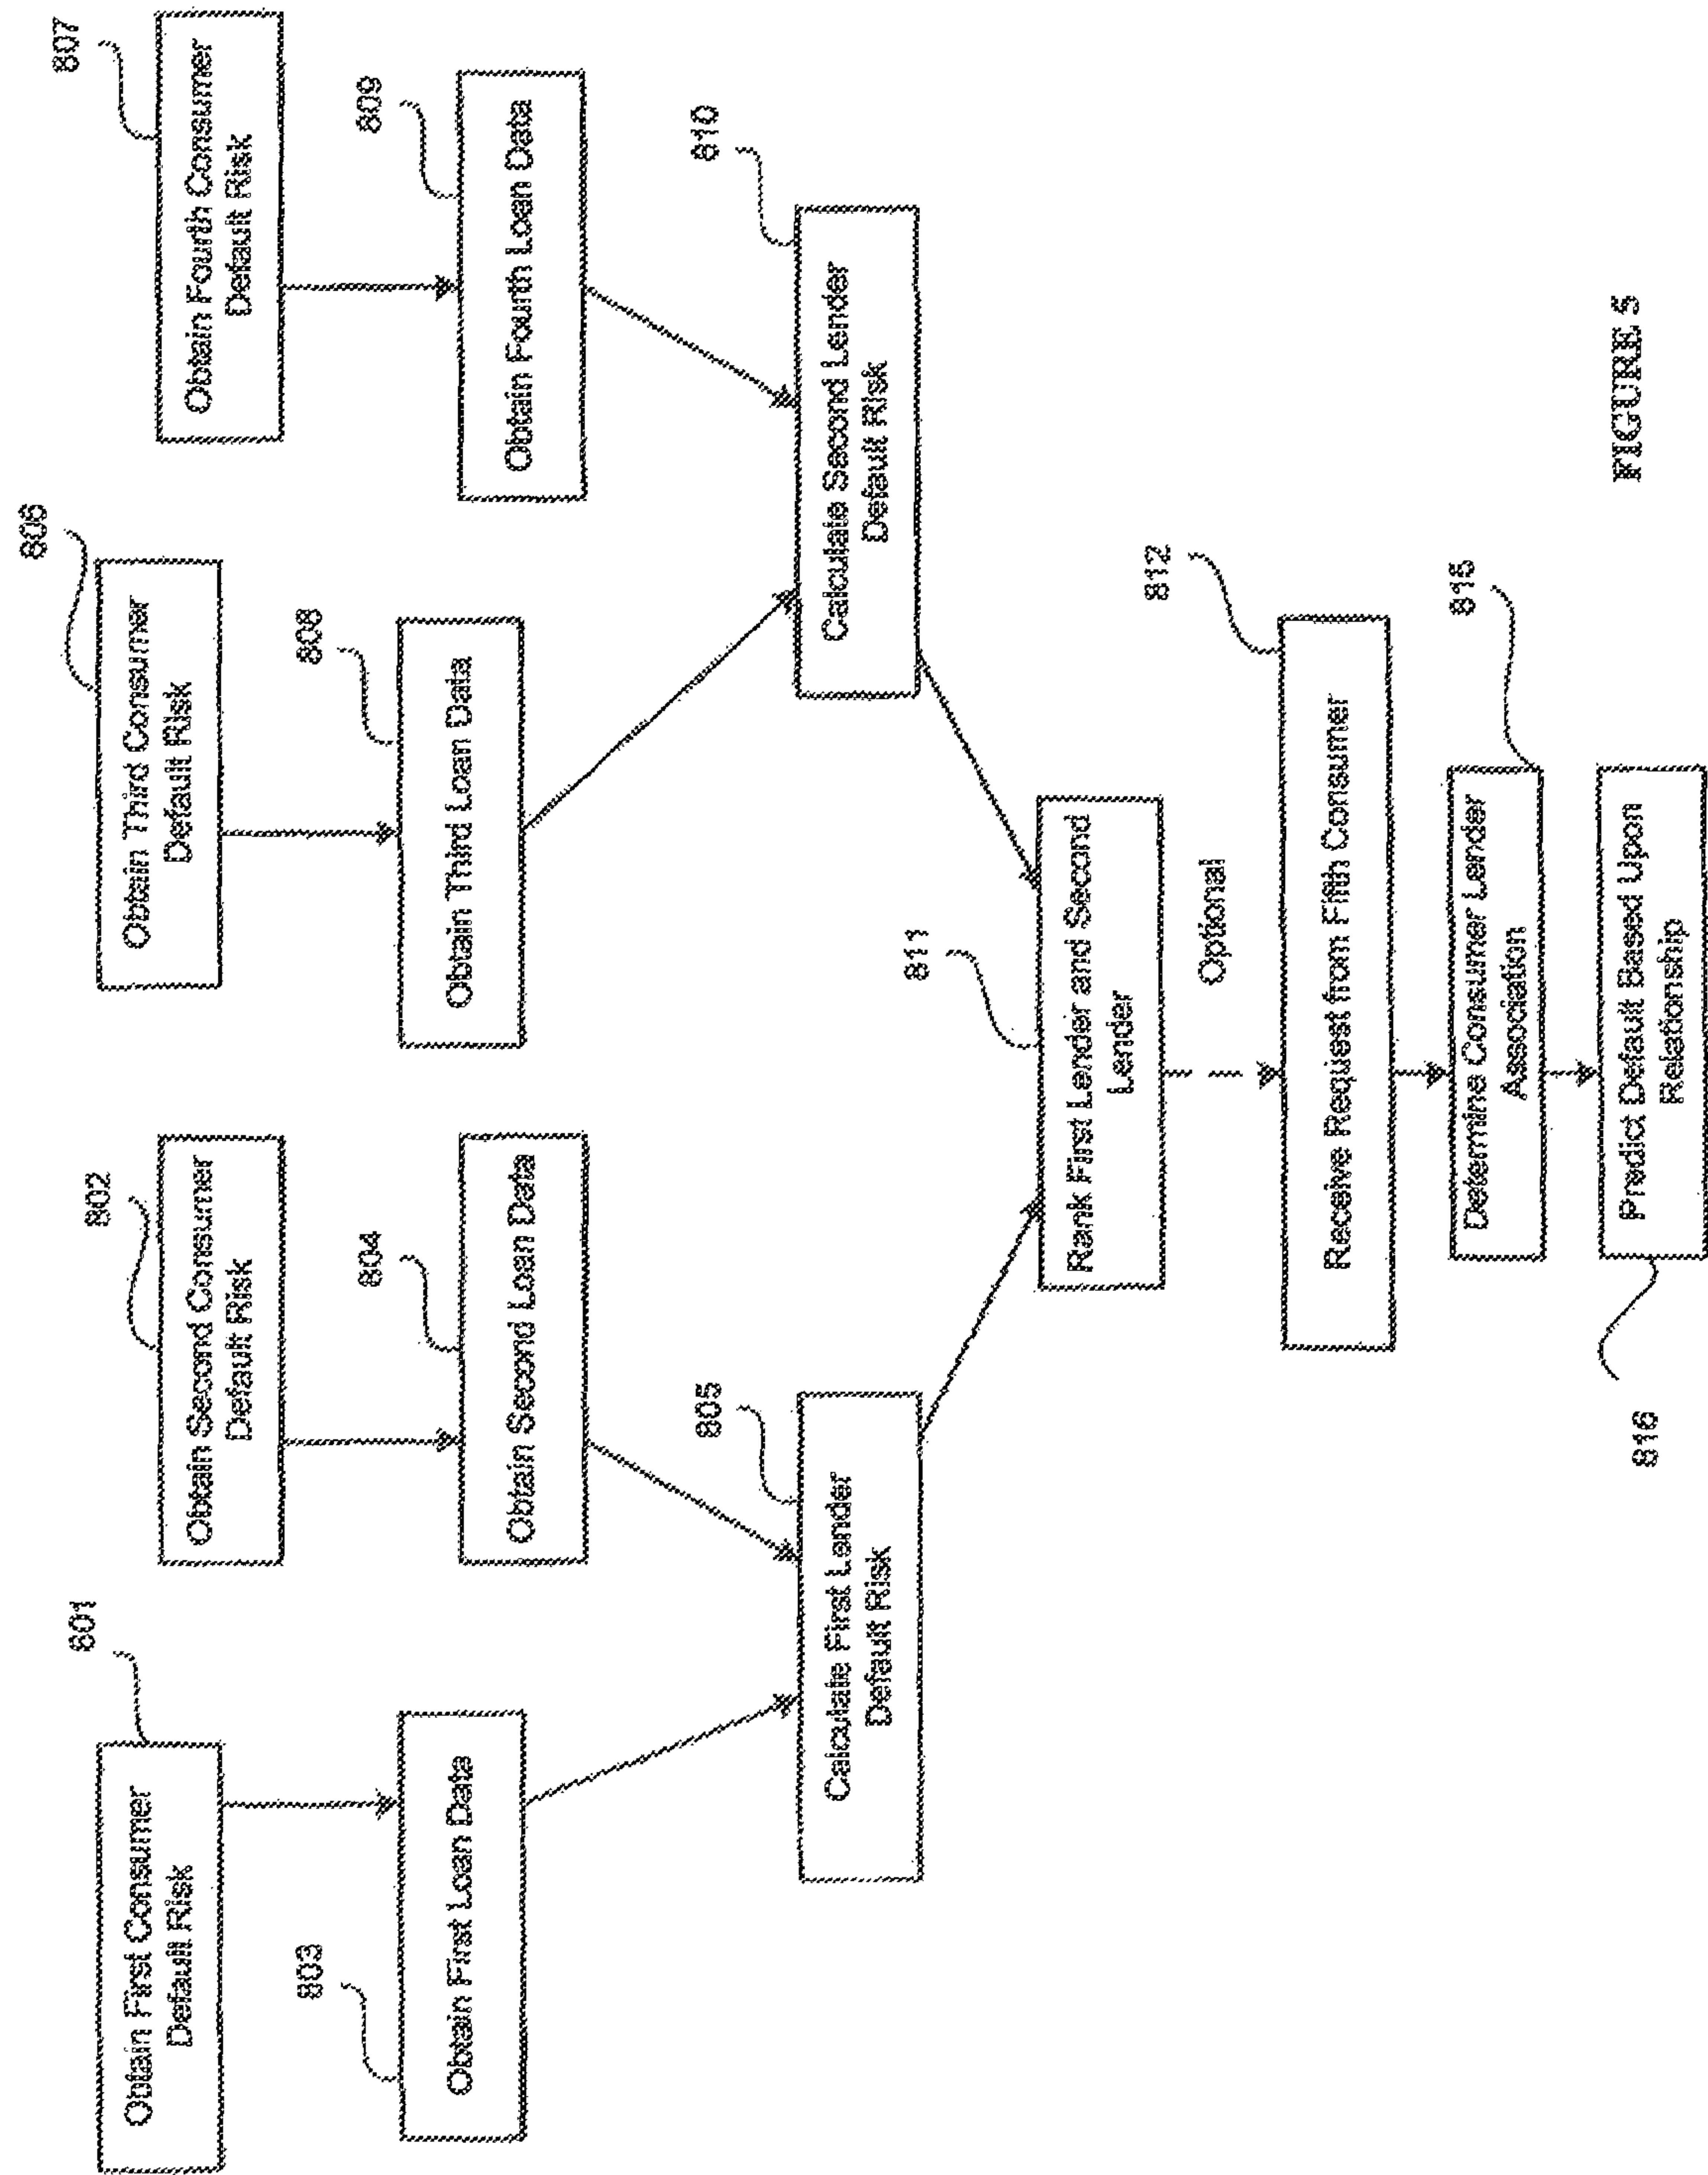 801
Obtain First Consumer
Default Risk
802
Obtain Second Consumer
Default Risk
806
Obtain Third Consumer
Default Risk
807
Obtain Fourth Consumer
Default Risk
803
Obtain First Loan Data
804
Obtain Second Loan Data
808
Obtain Third Loan Data
809
Obtain Fourth Loan Data
805
Calculate First Lender
Default Risk
810
Calculate Second Lender
Default Risk
811
Rank First Lender and Second
Lender
Optional
812
Receive Request from Fifth Consumer
815
Determine Consumer Lender
Association
816
Predict Default Based Upon
Relationship
FIGURE 5